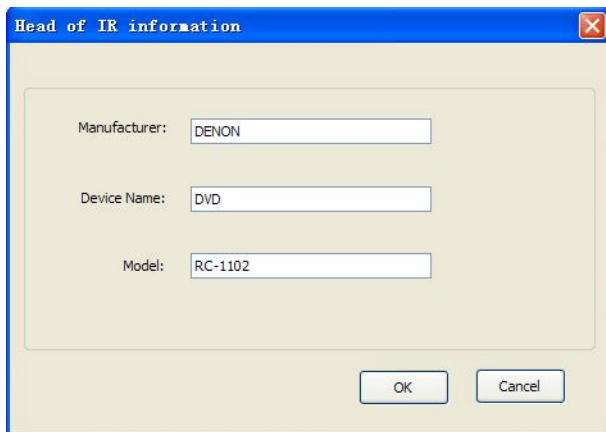 Head of IR information
Manufacturer: DENON
Device Name: DVD
Model: RC-1102
OK Cancel